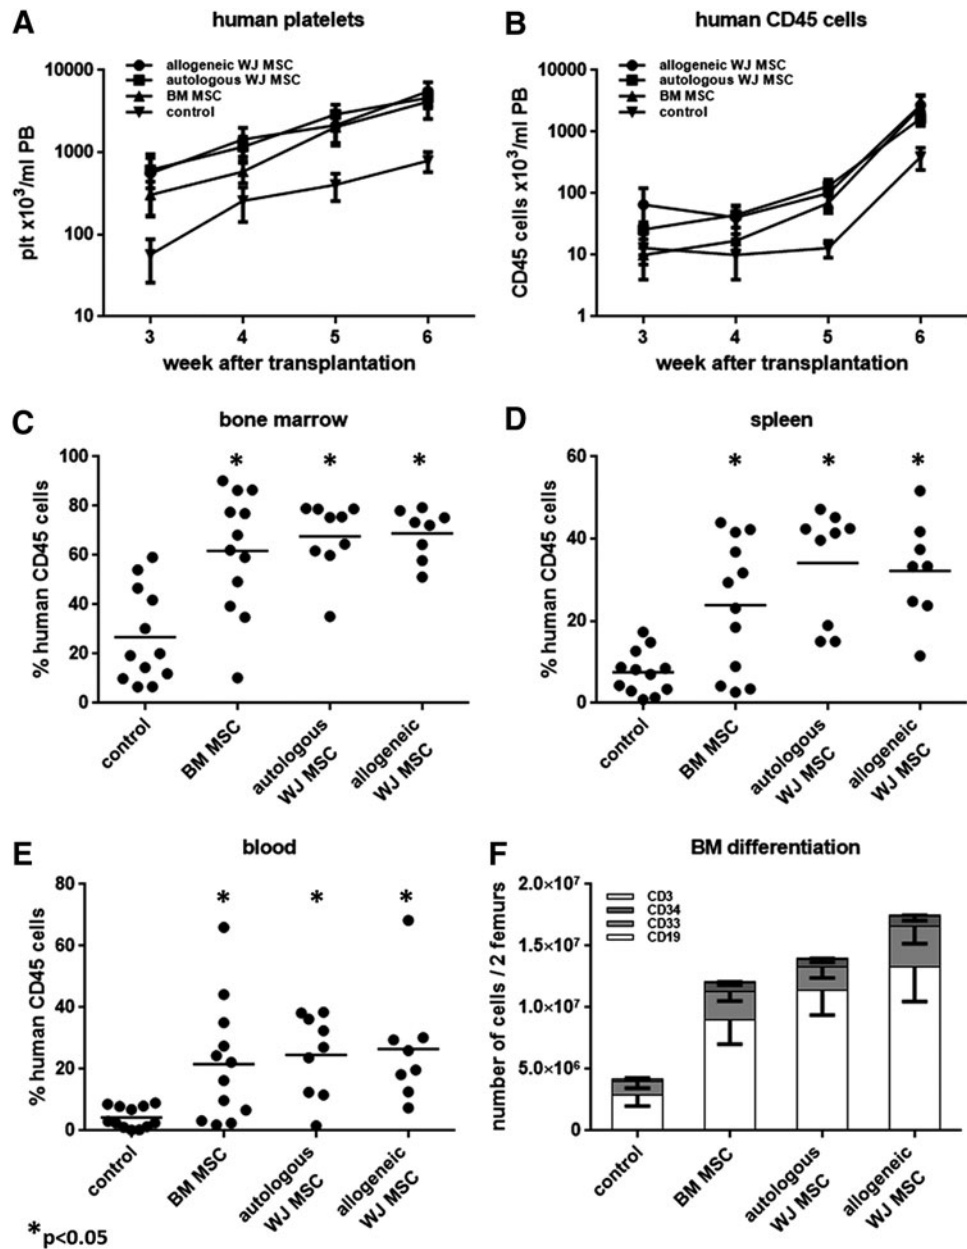 A
human platelets
allogeneic WJ MSC
autologous WJ MSC
BM MSC
control
plt x10³/ml PB
10000
1000
100
10
3 4 5 6
week after transplantation
B
human CD45 cells
allogeneic WJ MSC
autologous WJ MSC
BM MSC
control
CD45 cells x10³/ml PB
10000
1000
100
10
1
3 4 5 6
week after transplantation
C
bone marrow
% human CD45 cells
100
80
60
40
20
0
* * *
control
BM MSC
autologous
WJ MSC
allogeneic
WJ MSC
D
spleen
% human CD45 cells
60
40
20
0
* * *
control
BM MSC
autologous
WJ MSC
allogeneic
WJ MSC
E
blood
% human CD45 cells
80
60
40
20
0
* * *
control
BM MSC
autologous
WJ MSC
allogeneic
WJ MSC
*p<0.05
F
BM differentiation
CD3
CD34
CD33
CD19
number of cells / 2 femurs
2.0×10⁷
1.5×10⁷
1.0×10⁷
5.0×10⁶
0
control
BM MSC
autologous
WJ MSC
allogeneic
WJ MSC